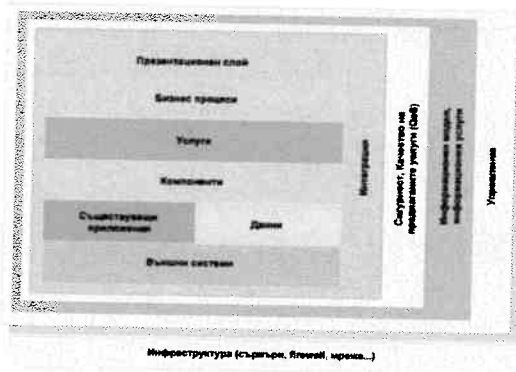 Презентационен слой
Бизнес процеси
Услуги
Компоненти
Съществуващи
приложения
Данни
Външни системи
Интеграция
Сигурност, Качество на
предлаганите услуги (QoS)
Информационен модел,
информационни услуги
Управление
Инфраструктура (сървъри, firewall, мрежа...)